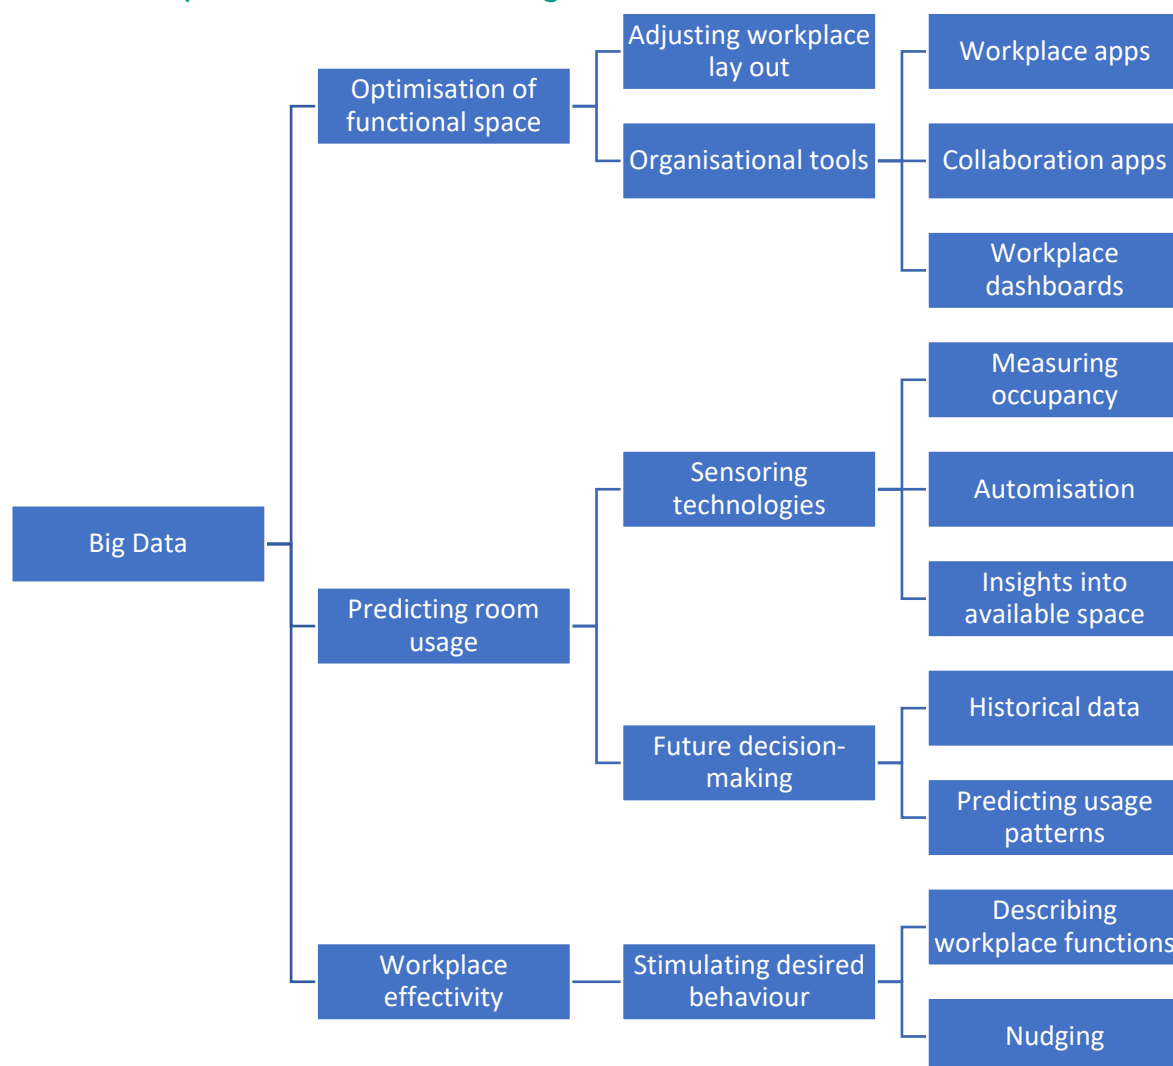 Adjusting workplace
lay out
Workplace apps
Optimisation of
functional space
Organisational tools
Collaboration apps
Workplace
dashboards
Measuring
occupancy
Sensoring
technologies
Automisation
Big Data
Insights into
available space
Predicting room
usage
Historical data
Future decision-
making
Predicting usage
patterns
Describing
workplace functions
Workplace
effectivity
Stimulating desired
behaviour
Nudging